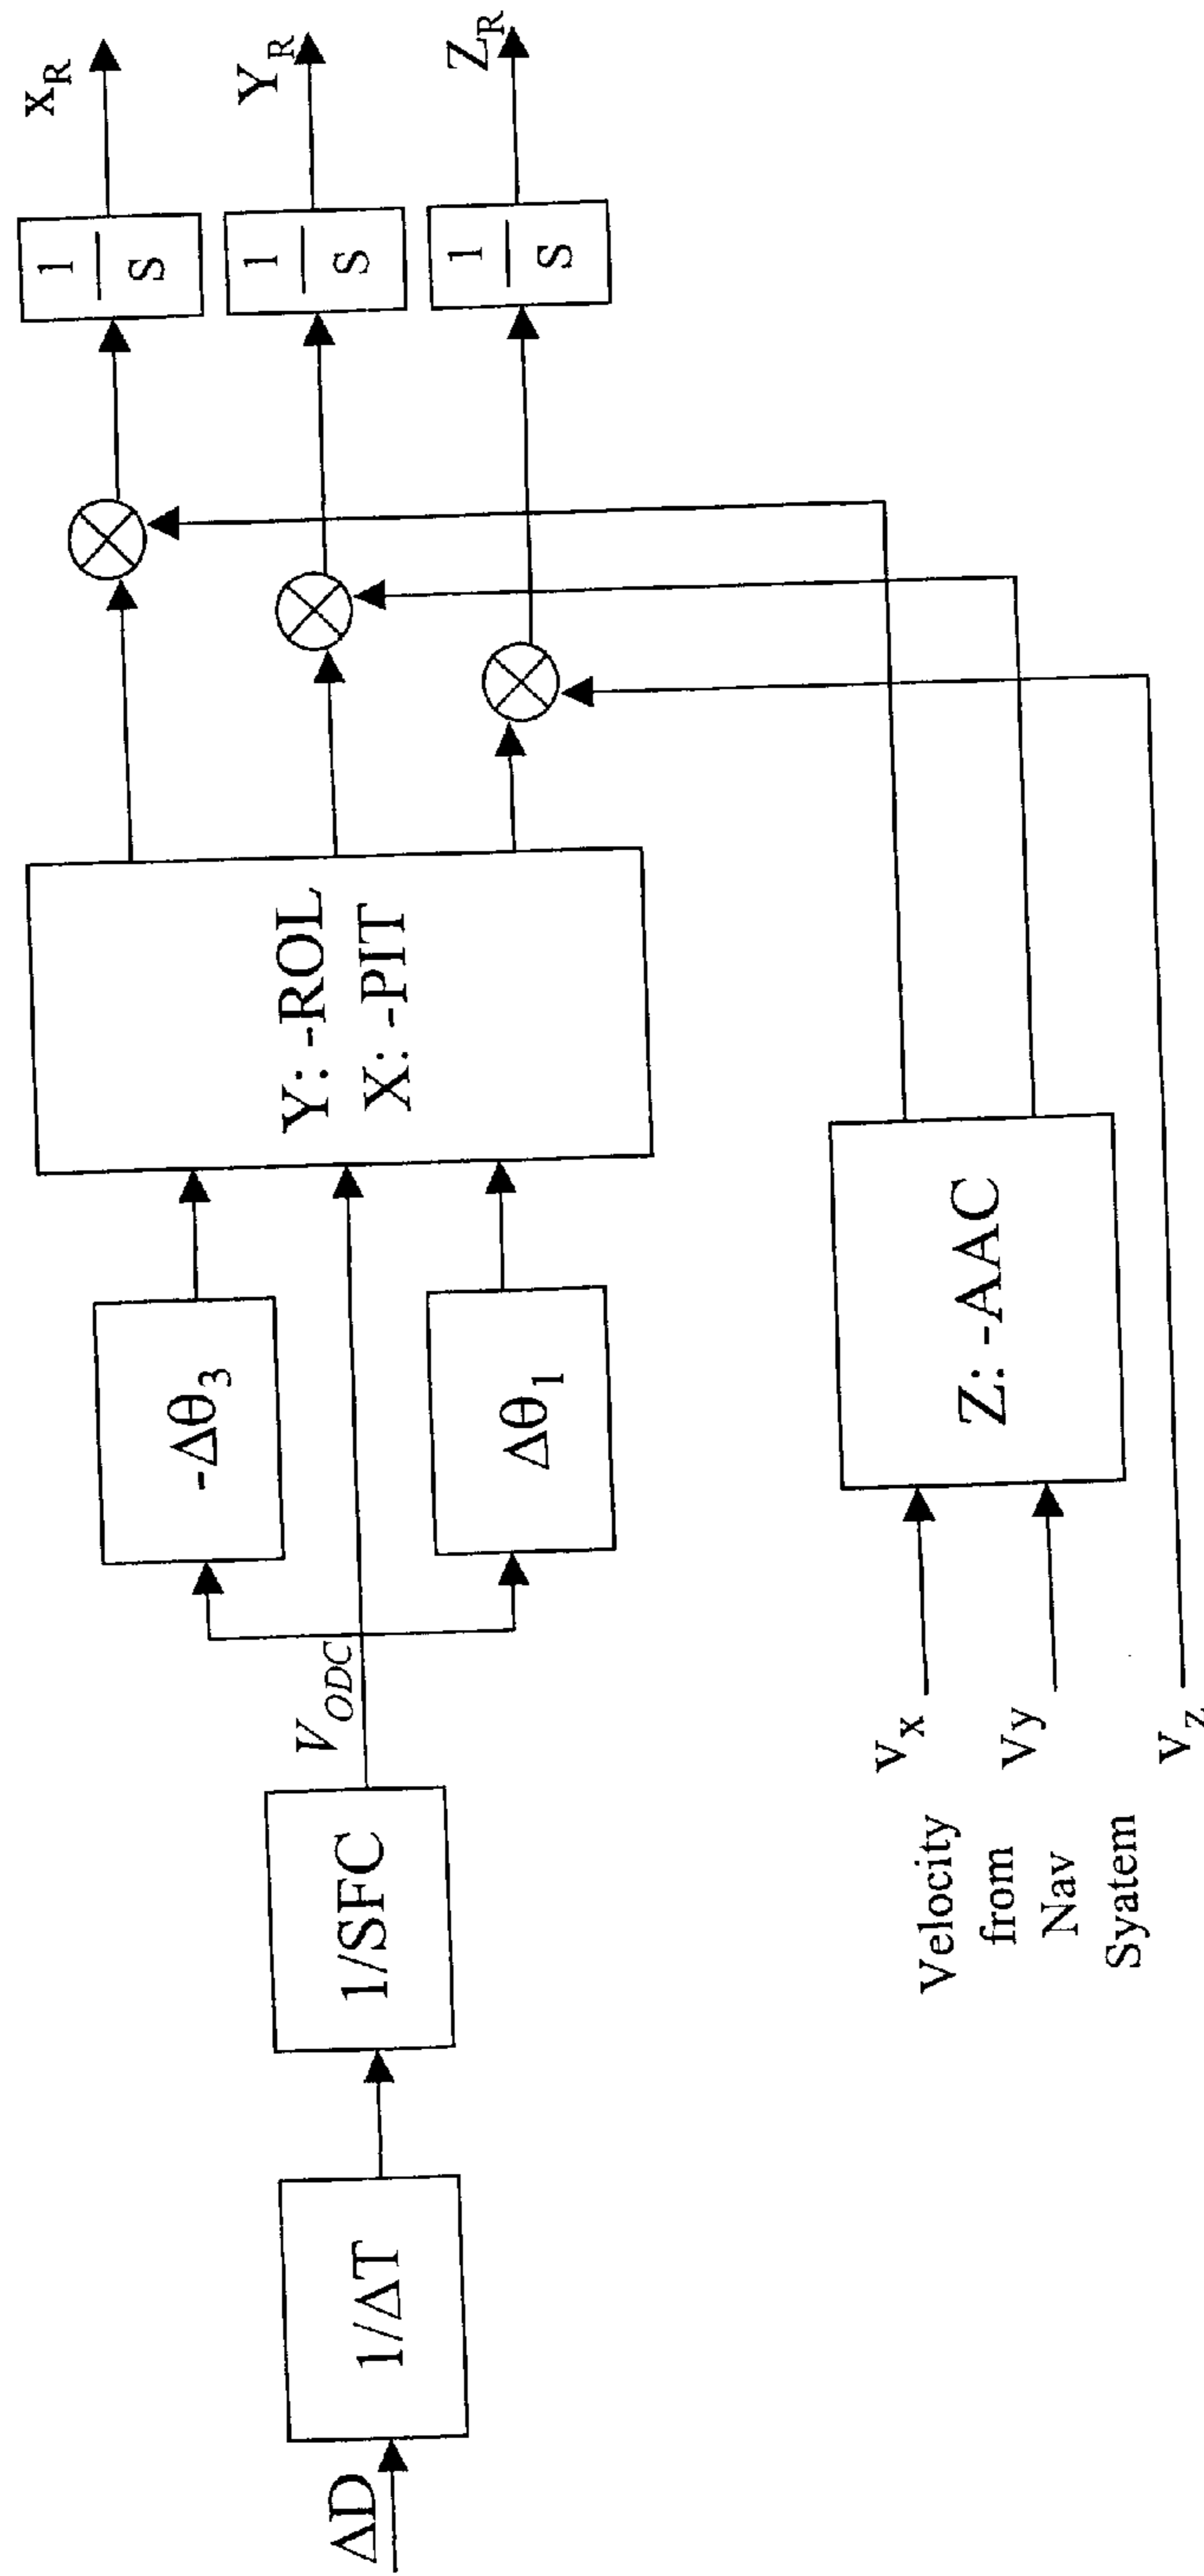 ΔD
1/ΔT
1/SFC
V_ODC
-Δθ₃
Δθ₁
Y: -ROL
X: -PIT
1
S
1
S
1
S
x_R
Y_R
Z_R
Velocity
from
Nav
Syatem
v_x
Vy
v_z
Z: -AAC